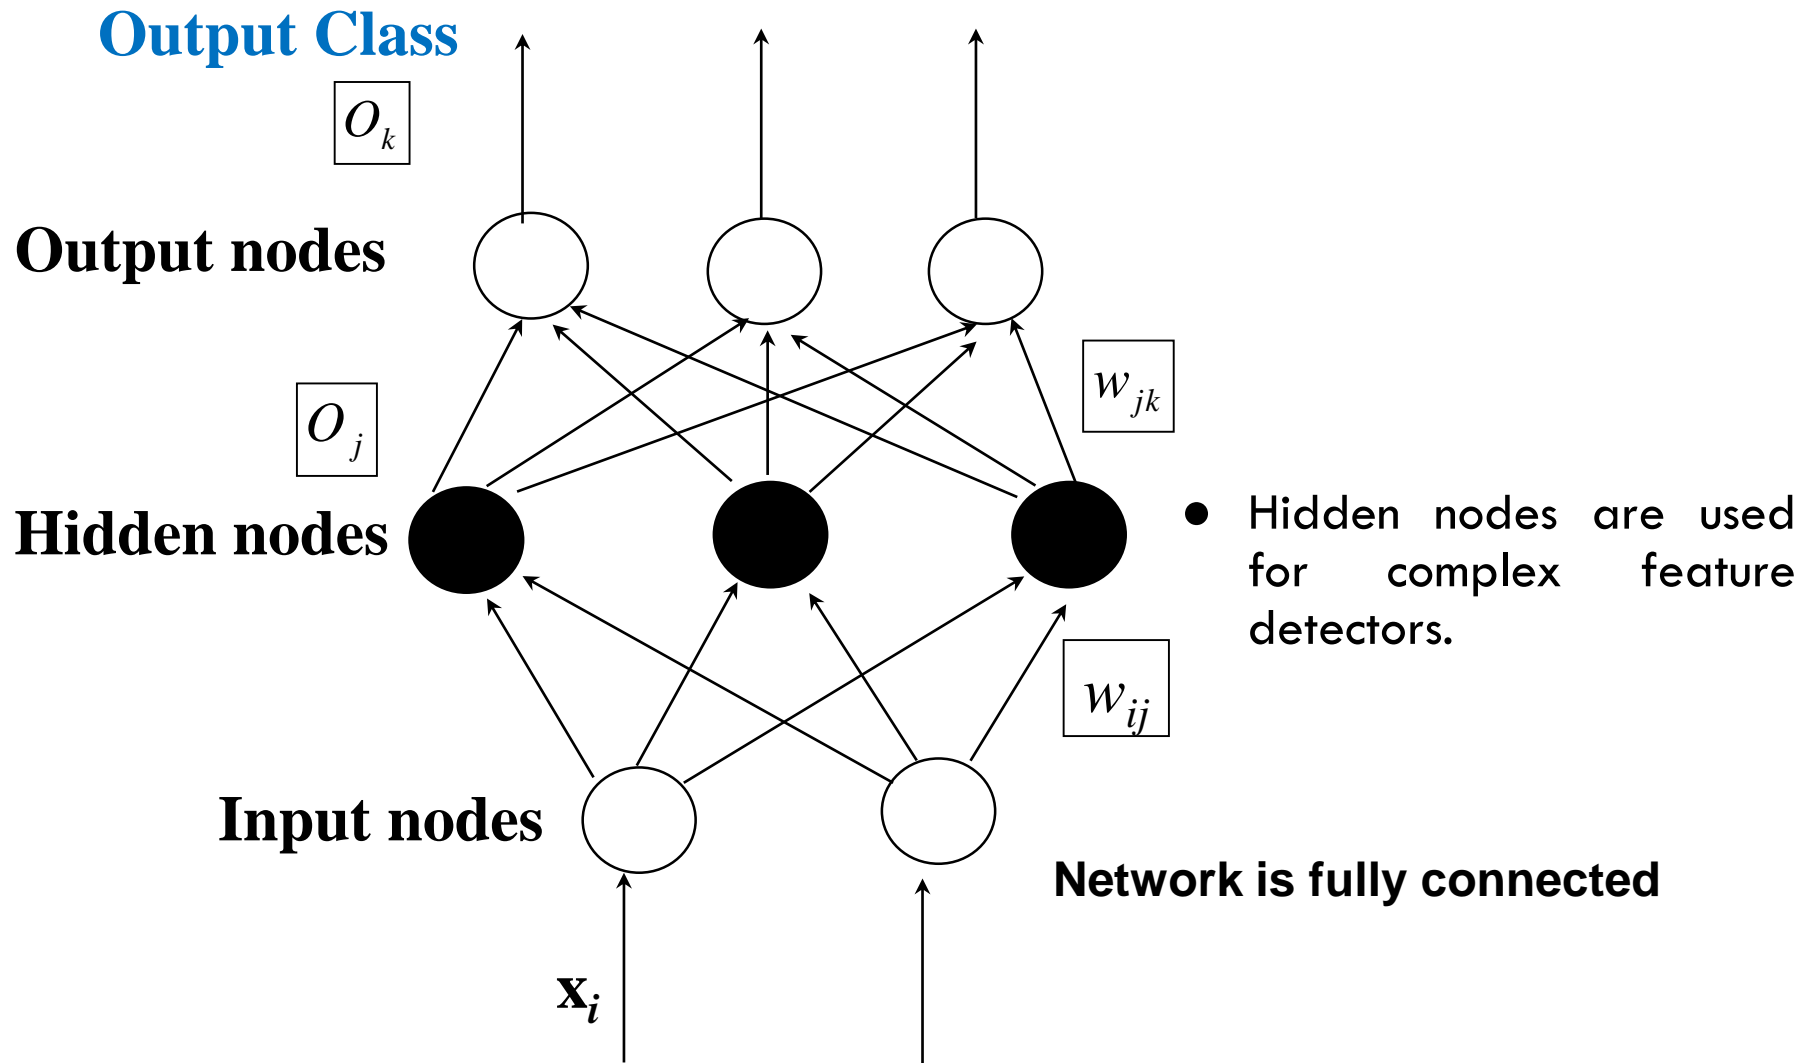 Output Class
O_k
Output nodes
w_jk
O_j
Hidden nodes
● Hidden nodes are used
for complex feature
detectors.
w_ij
Input nodes
Network is fully connected
x_i